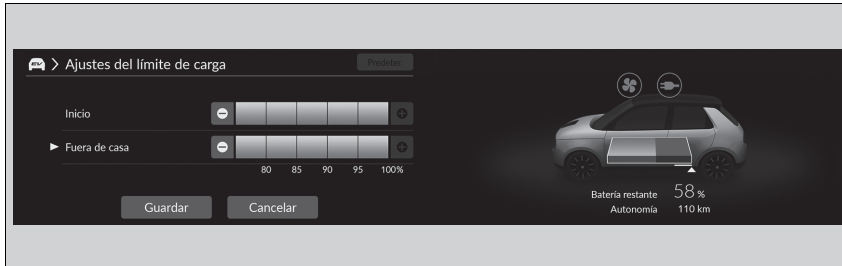 Ajustes del límite de carga
Predeter.
Inicio
Fuera de casa
80 85 90 95 100%
Guardar Cancelar
Batería restante 58 %
Autonomía 110 km